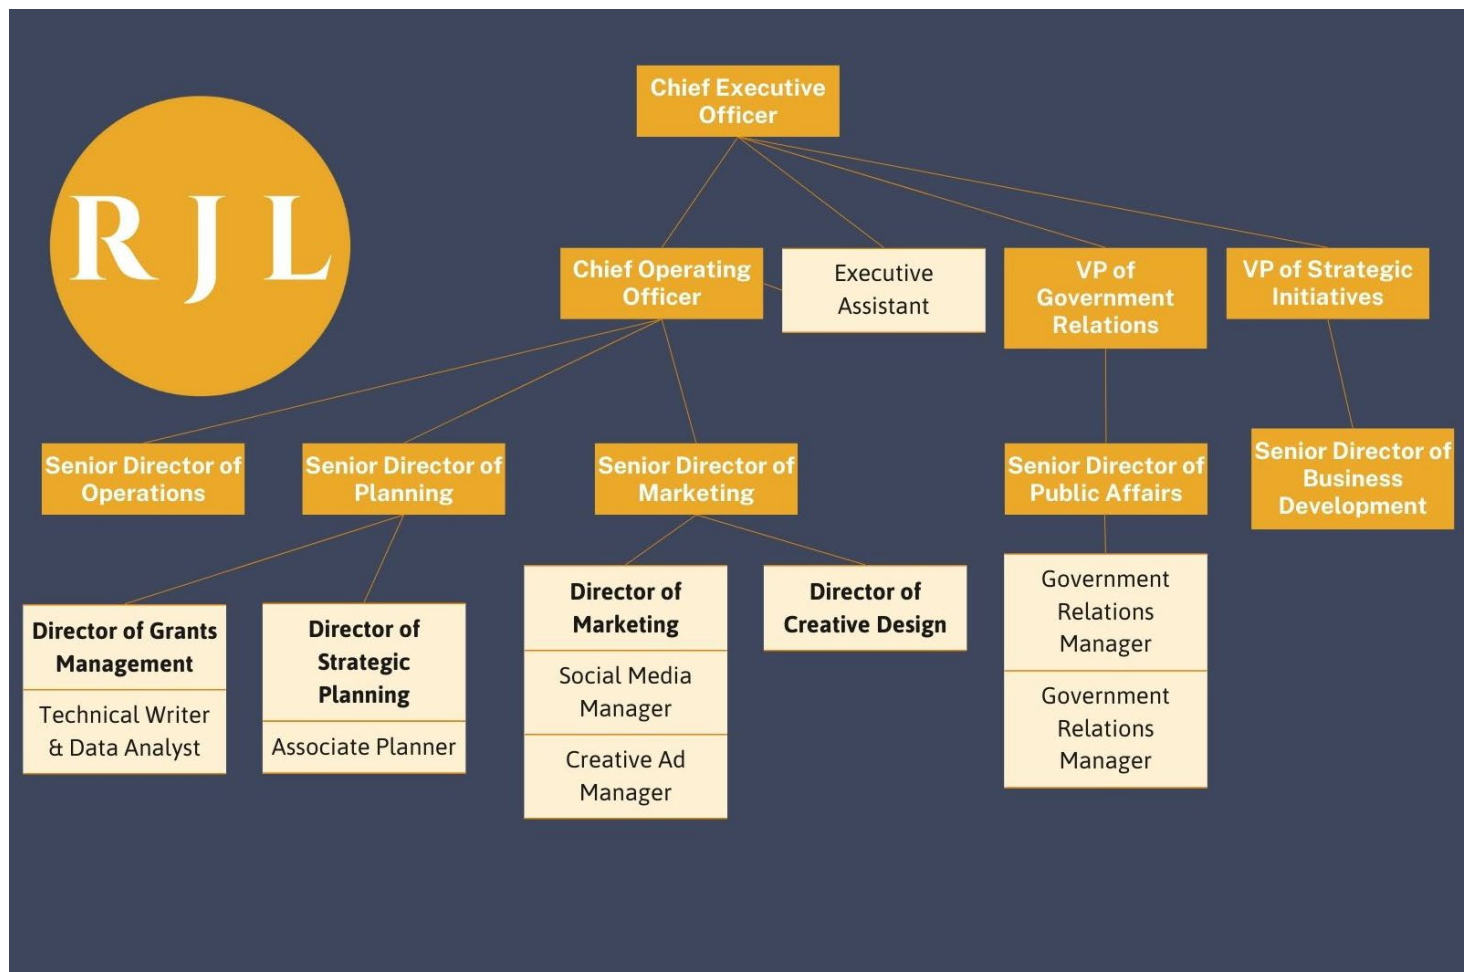 Chief Executive
Officer
R J L
Chief Operating
Officer
Executive
Assistant
VP of
Government
Relations
VP of Strategic
Initiatives
Senior Director of
Operations
Senior Director of
Planning
Senior Director of
Marketing
Senior Director of
Public Affairs
Senior Director of
Business
Development
Director of Grants
Management
Technical Writer
& Data Analyst
Director of
Strategic
Planning
Associate Planner
Director of
Marketing
Social Media
Manager
Creative Ad
Manager
Director of
Creative Design
Government
Relations
Manager
Government
Relations
Manager